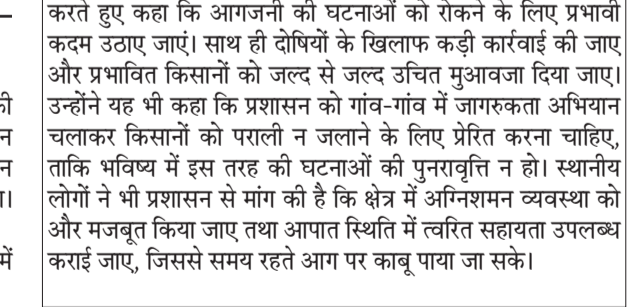 करते हुए कहा कि आगजनी की घटनाओं को रोकने के लिए प्रभावी
कदम उठाए जाएं। साथ ही दोषियों के खिलाफ कड़ी कार्रवाई की जाए
और प्रभावित किसानों को जल्द से जल्द उचित मुआवजा दिया जाए।
उन्होंने यह भी कहा कि प्रशासन को गांव-गांव में जागरुकता अभियान
चलाकर किसानों को पराली न जलाने के लिए प्रेरित करना चाहिए,
ताकि भविष्य में इस तरह की घटनाओं की पुनरावृत्ति न हो। स्थानीय
लोगों ने भी प्रशासन से मांग की है कि क्षेत्र में अग्निशमन व्यवस्था को
और मजबूत किया जाए तथा आपात स्थिति में त्वरित सहायता उपलब्ध
कराई जाए, जिससे समय रहते आग पर काबू पाया जा सके।